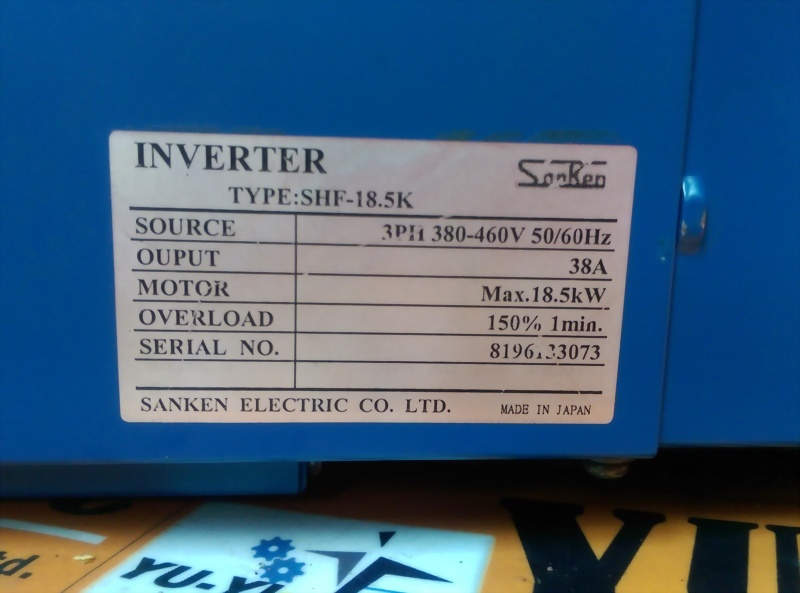 INVERTER
SanKen
TYPE:SHF-18.5K
SOURCE 3PH 380-460V 50/60Hz
OUPUT 38A
MOTOR Max.18.5kW
OVERLOAD 150% 1min.
SERIAL NO.
SANKEN ELECTRIC CO. LTD. MADE IN JAPAN
td.